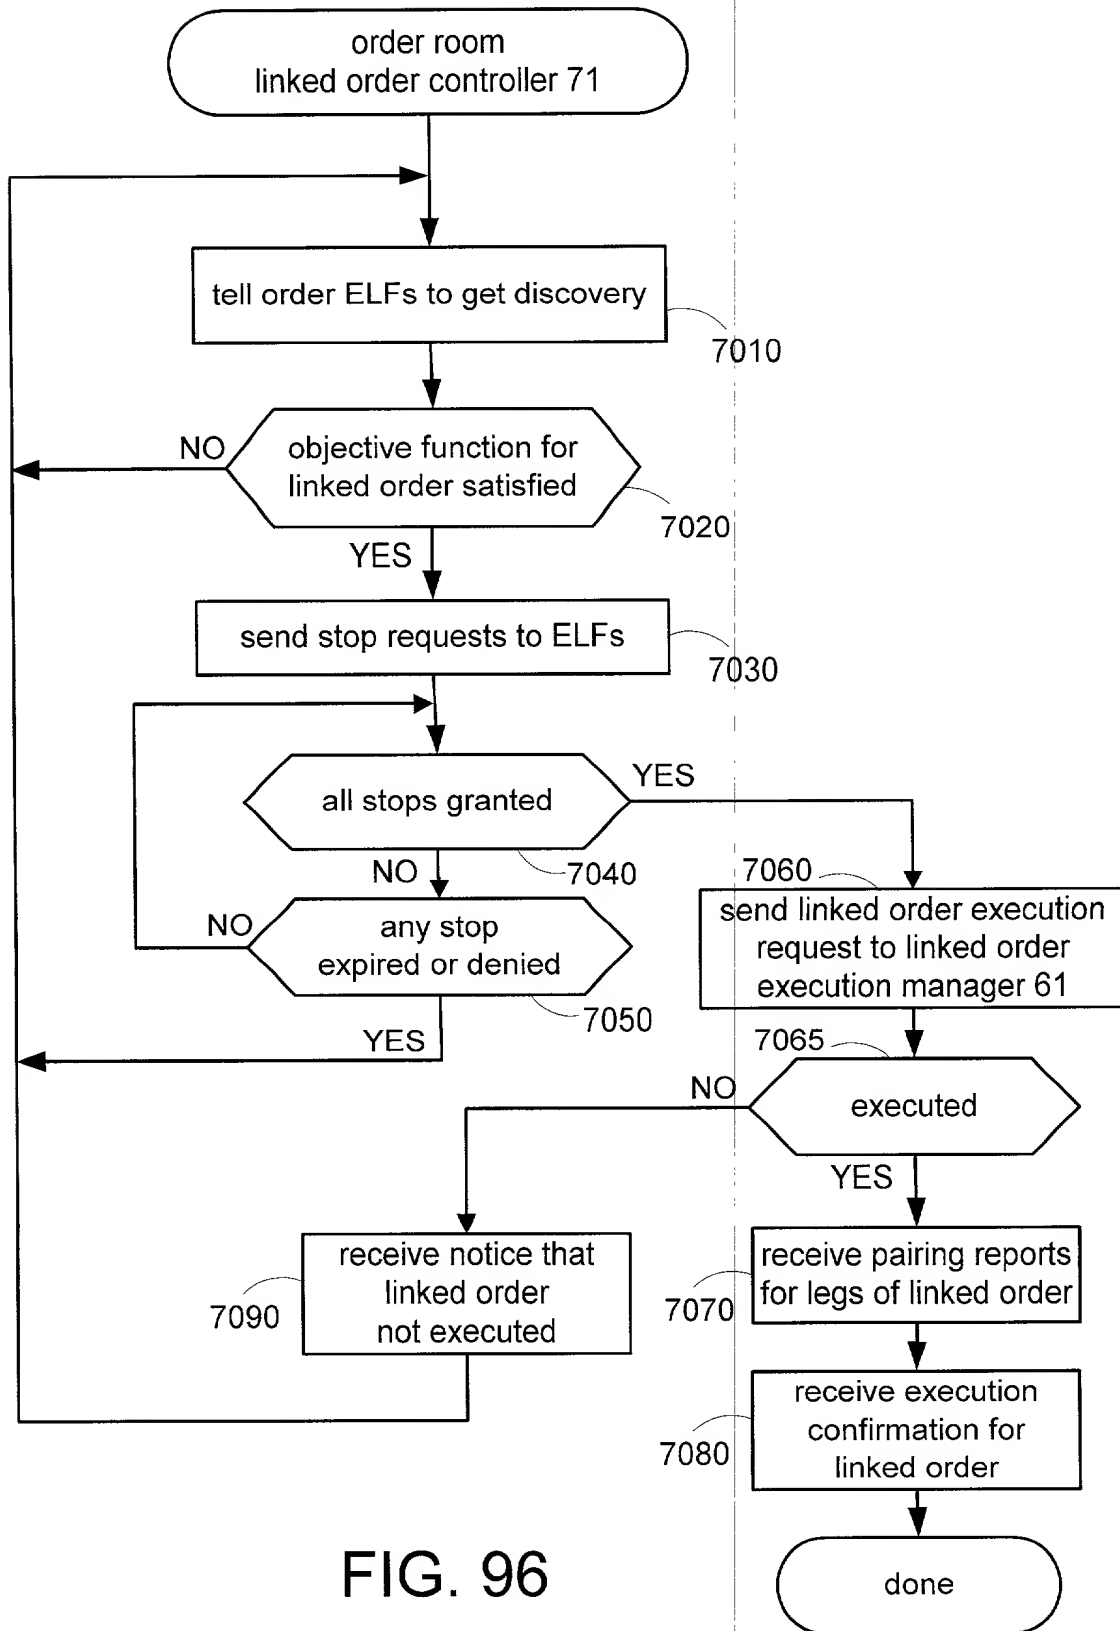 order room
linked order controller 71
tell order ELFs to get discovery
7010
NO
objective function for
linked order satisfied
7020
YES
send stop requests to ELFs
7030
all stops granted
YES
7040
NO
NO
any stop
expired or denied
7050
YES
7060
send linked order execution
request to linked order
execution manager 61
7065
NO
executed
YES
receive notice that
linked order
not executed
7090
receive pairing reports
for legs of linked order
7070
receive execution
confirmation for
linked order
7080
done
FIG. 96